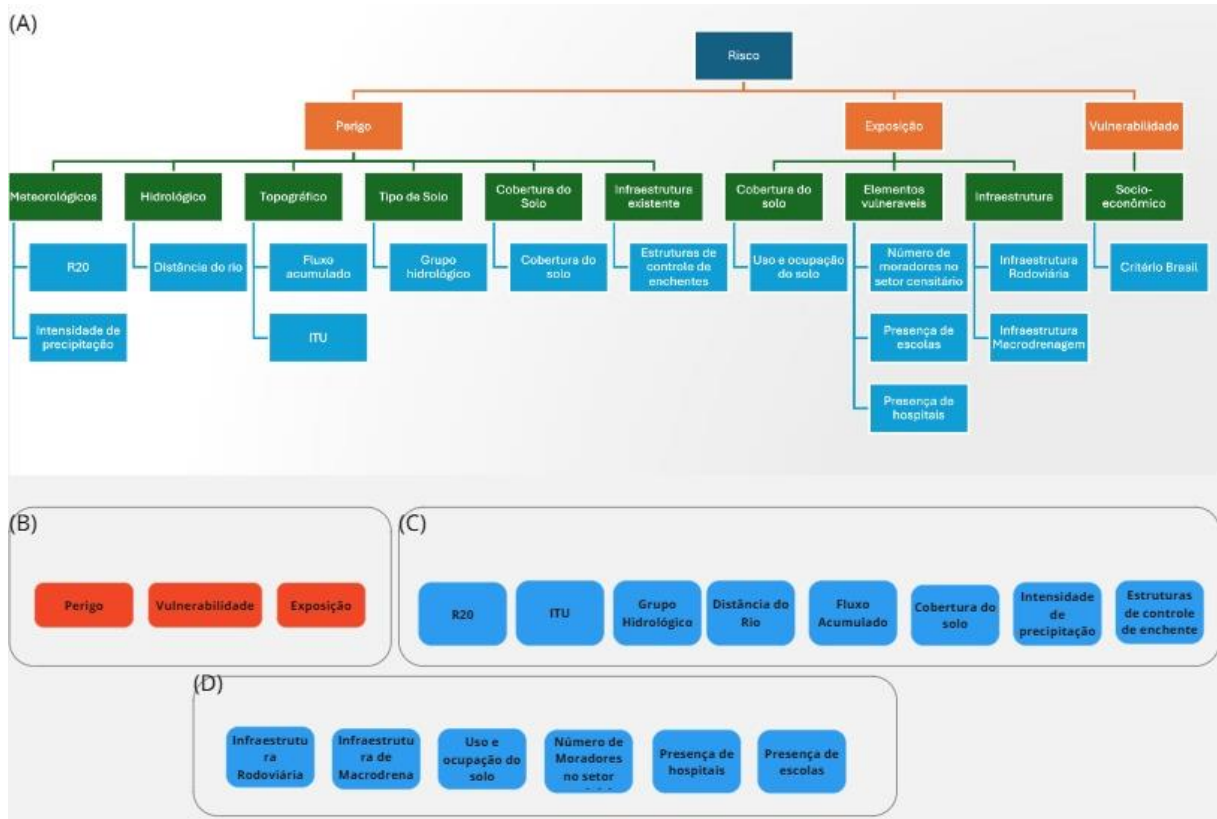 (A)
Risco
Perigo
Exposição
Vulnerabilidade
Meteorológicos
Hidrológico
Topográfico
Tipo de Solo
Cobertura do
Solo
Infraestrutura
existente
Cobertura do
solo
Elementos
vulneraveis
Infraestrutura
Socio-
econômico
R20
Distância do rio
Fluxo
acumulado
Grupo
hidrológico
Cobertura do
solo
Estruturas de
controle de
enchentes
Uso e ocupação
do solo
Número de
moradores no
setor censitário
Infraestrutura
Rodoviária
Critério Brasil
Intensidade de
precipitação
ITU
Presença de
escolas
Infraestrutura
Macrodrenagem
Presença de
hospitais
(B)
Perigo
Vulnerabilidade
Exposição
(C)
R20
ITU
Grupo
Hidrológico
Distância do
Rio
Fluxo
Acumulado
Cobertura do
solo
Intensidade
de
precipitação
Estruturas
de controle
de enchente
(D)
Infraestrutu
ra
Rodoviária
Infraestrutu
ra de
Macrodrena
Uso e
ocupação do
solo
Número de
Moradores
no setor
Presença de
hospitais
Presença de
escolas